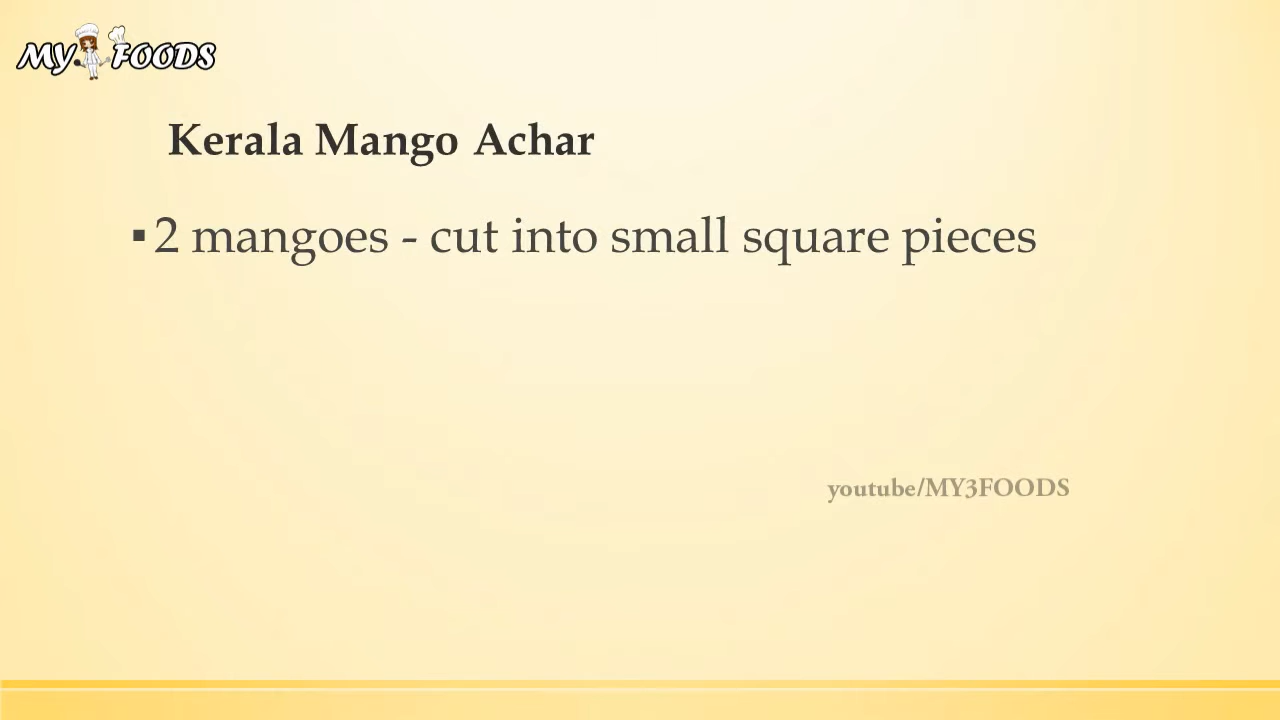 MY FOODS
Kerala Mango Achar
▪ 2 mangoes - cut into small square pieces
youtube/MY3FOODS